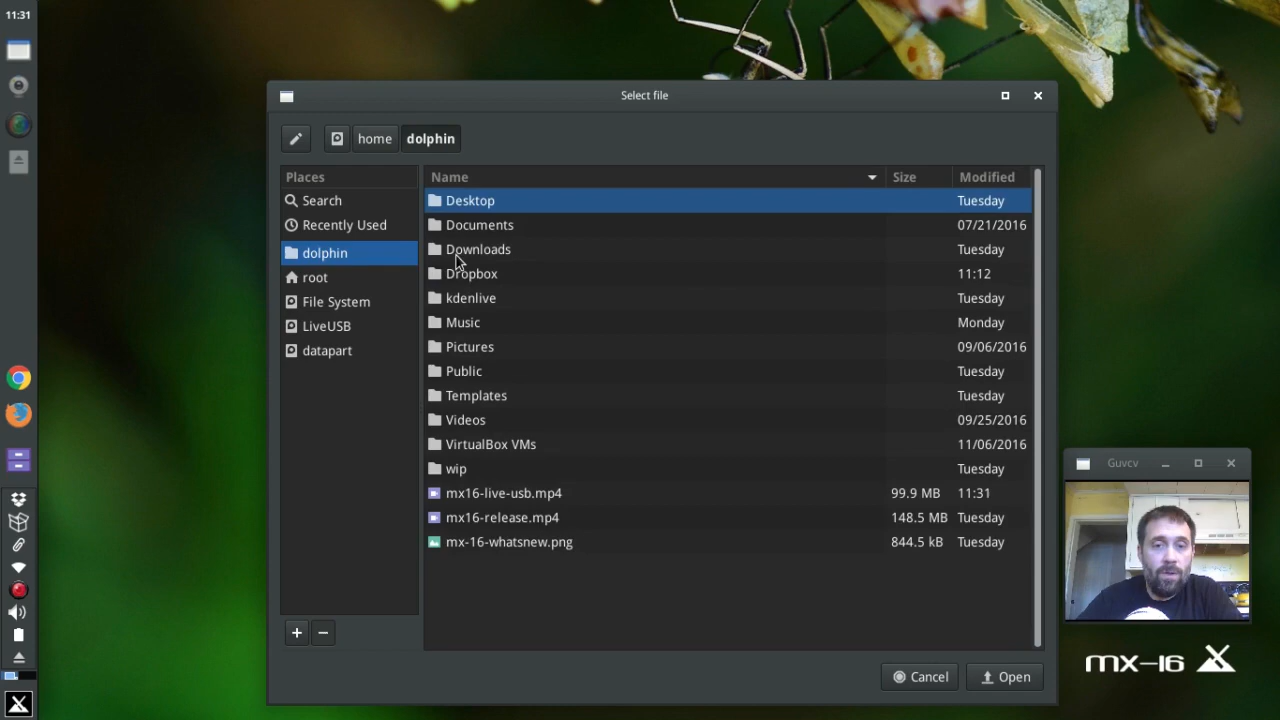 11:31
Select file
home
dolphin
Places
Search
Recently Used
dolphin
root
File System
LiveUSB
datapart
Name Size Modified
Desktop Tuesday
Documents 07/21/2016
Downloads Tuesday
Dropbox 11:12
kdenlive Tuesday
Music Monday
Pictures 09/06/2016
Public Tuesday
Templates Tuesday
Videos 09/25/2016
VirtualBox VMs 11/06/2016
wip Tuesday
mx16-live-usb.mp4 99.9 MB 11:31
mx16-release.mp4 148.5 MB Tuesday
mx-16-whatsnew.png 844.5 kB Tuesday
Cancel
Open
Guvcv
mx-16